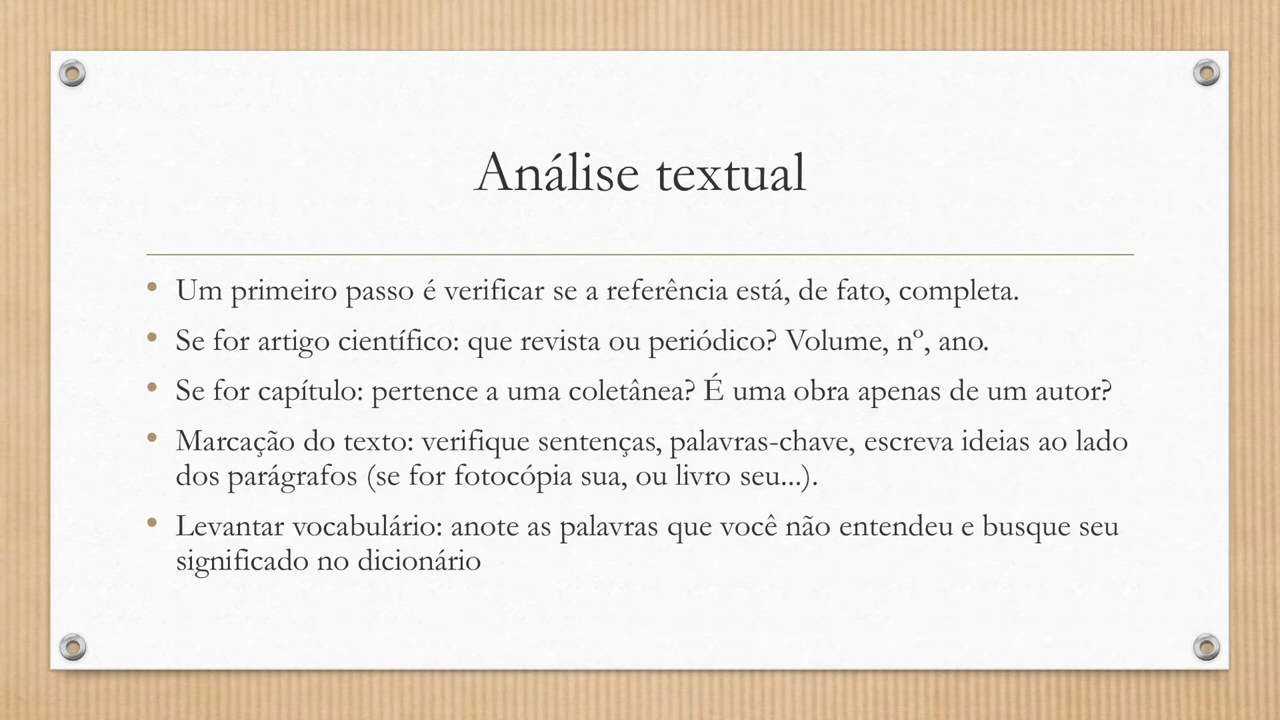 Análise textual
• Um primeiro passo é verificar se a referência está, de fato, completa.
• Se for artigo científico: que revista ou periódico? Volume, nº, ano.
• Se for capítulo: pertence a uma coletânea? É uma obra apenas de um autor?
• Marcação do texto: verifique sentenças, palavras-chave, escreva ideias ao lado
dos parágrafos (se for fotocópia sua, ou livro seu...).
• Levantar vocabulário: anote as palavras que você não entendeu e busque seu
significado no dicionário